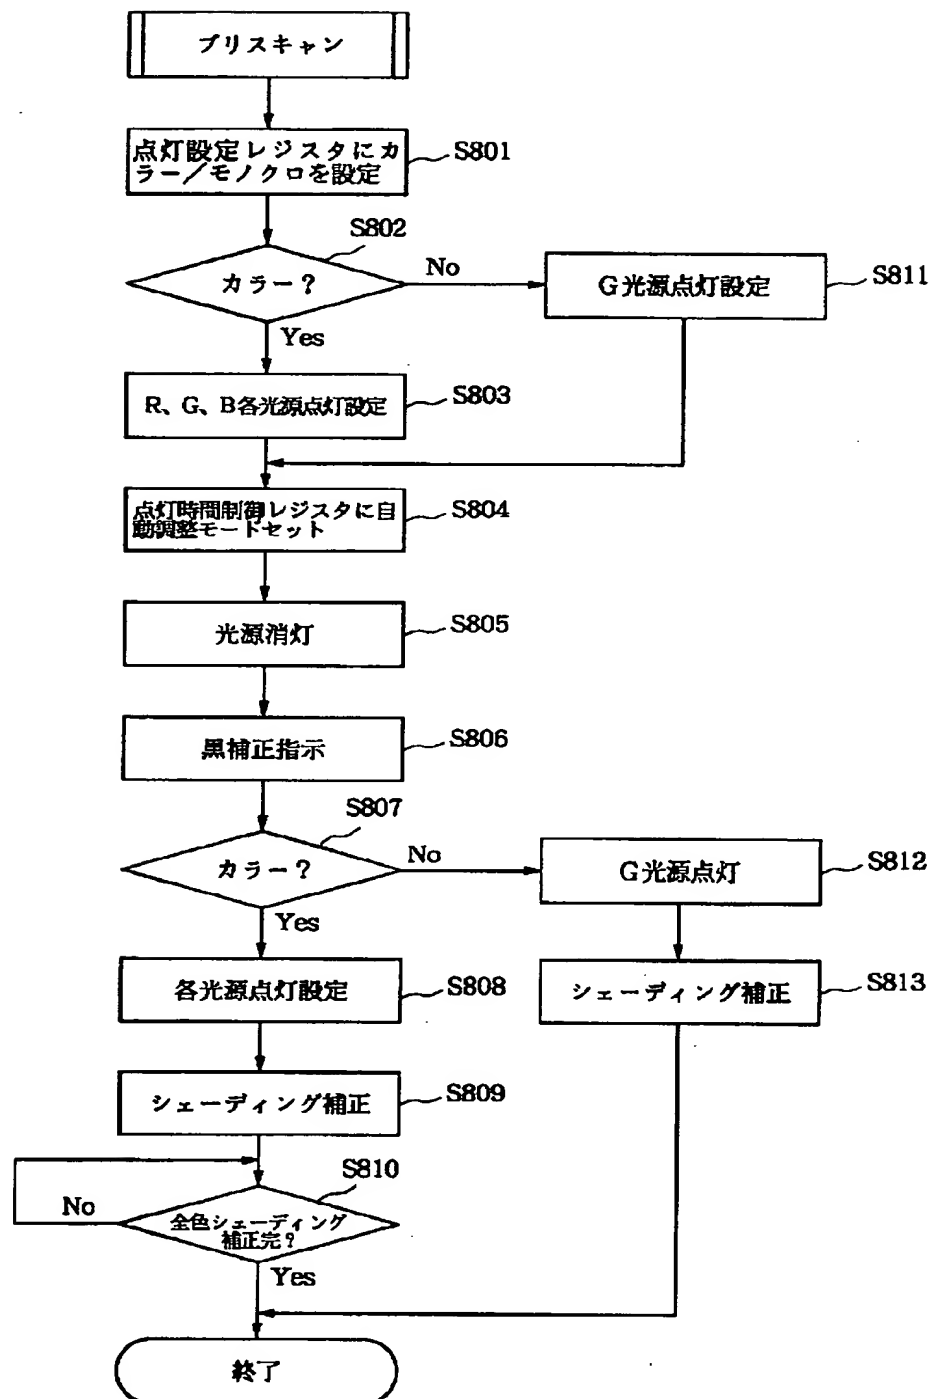 プリスキャン
点灯設定レジスタにカ
ラー/モノクロを設定
S801
S802
カラー?
No
G光源点灯設定
S811
Yes
R、G、B各光源点灯設定
S803
点灯時間制御レジスタに自
動調整モードセット
S804
光源消灯
S805
黒補正指示
S806
S807
カラー?
No
G光源点灯
S812
Yes
各光源点灯設定
S808
シェーディング補正
S813
シェーディング補正
S809
S810
No
全色シェーディング
補正完?
Yes
終了